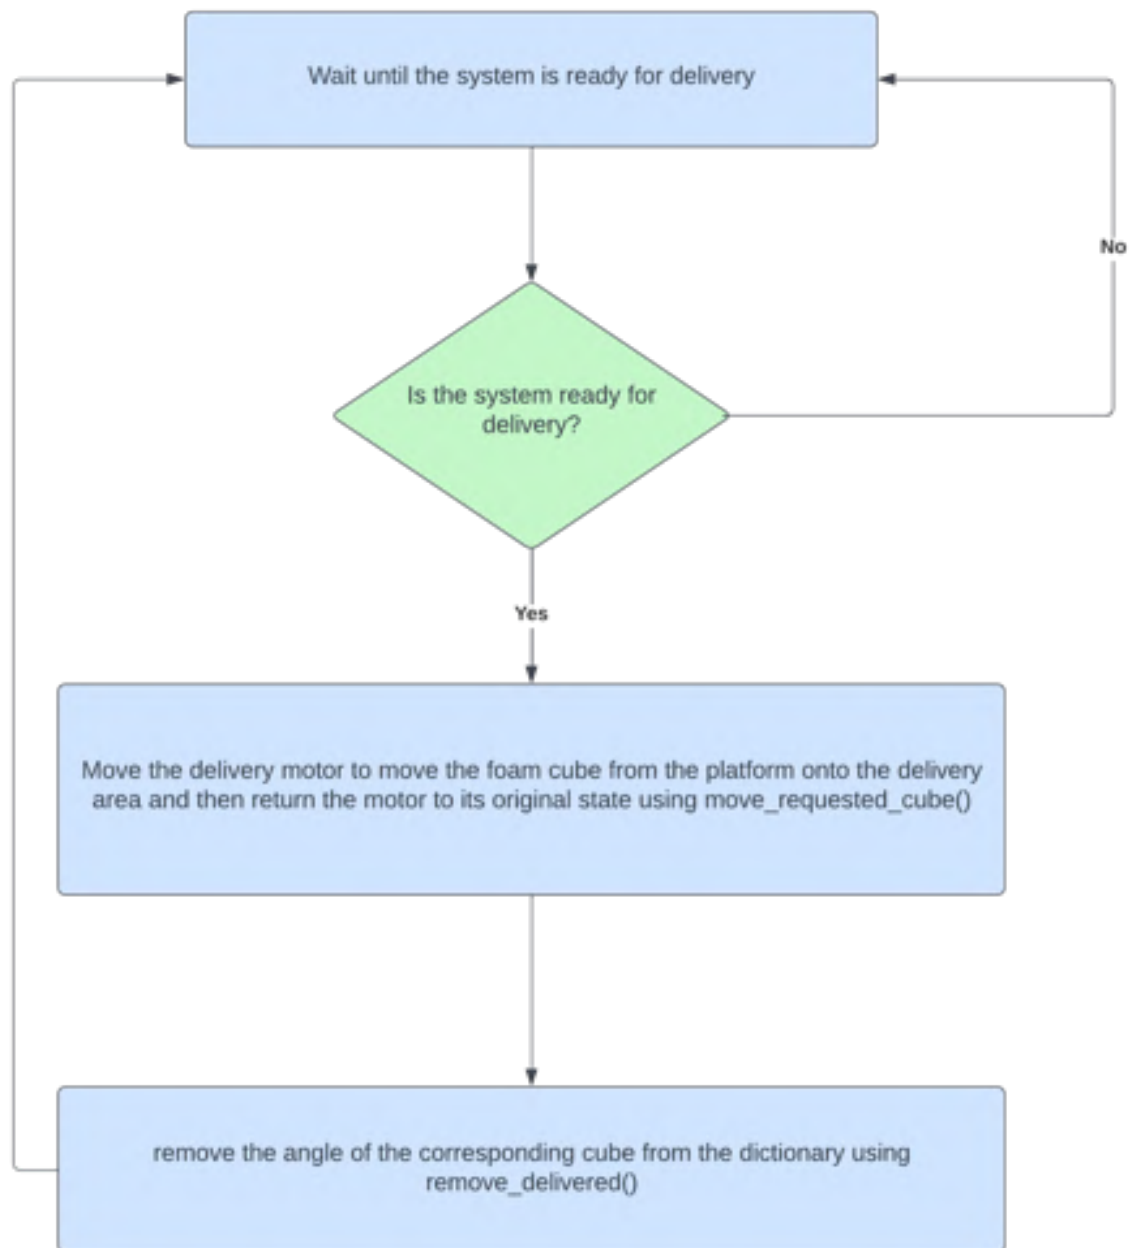 Wait until the system is ready for delivery
No
Is the system ready for
delivery?
Yes
Move the delivery motor to move the foam cube from the platform onto the delivery
area and then return the motor to its original state using move_requested_cube()
remove the angle of the corresponding cube from the dictionary using
remove_delivered()